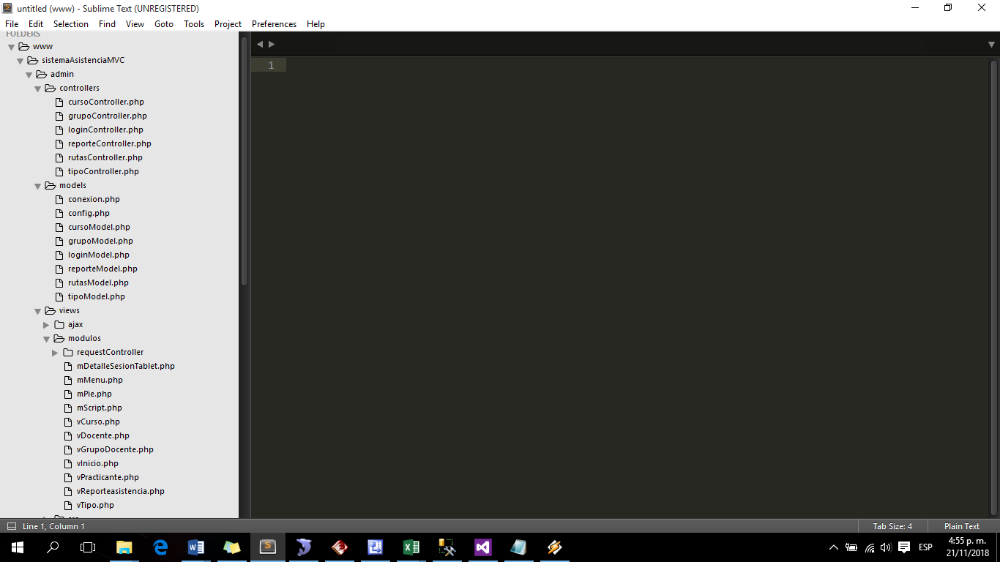 untitled (www) - Sublime Text (UNREGISTERED)
File Edit Selection Find View Goto Tools Project Preferences Help
FOLDERS
www
sistemaAsistenciaMVC
admin
controllers
cursoController.php
grupoController.php
loginController.php
reporteController.php
rutasController.php
tipoController.php
models
conexion.php
config.php
cursoModel.php
grupoModel.php
loginModel.php
reporteModel.php
rutasModel.php
tipoModel.php
views
ajax
modulos
requestController
mDetalleSesionTablet.php
mMenu.php
mPie.php
mScript.php
vCurso.php
vDocente.php
vGrupoDocente.php
vInicio.php
vPracticante.php
vReporteasistencia.php
vTipo.php
1
Line 1, Column 1
Tab Size: 4
Plain Text
ESP
4:55 p. m.
21/11/2018